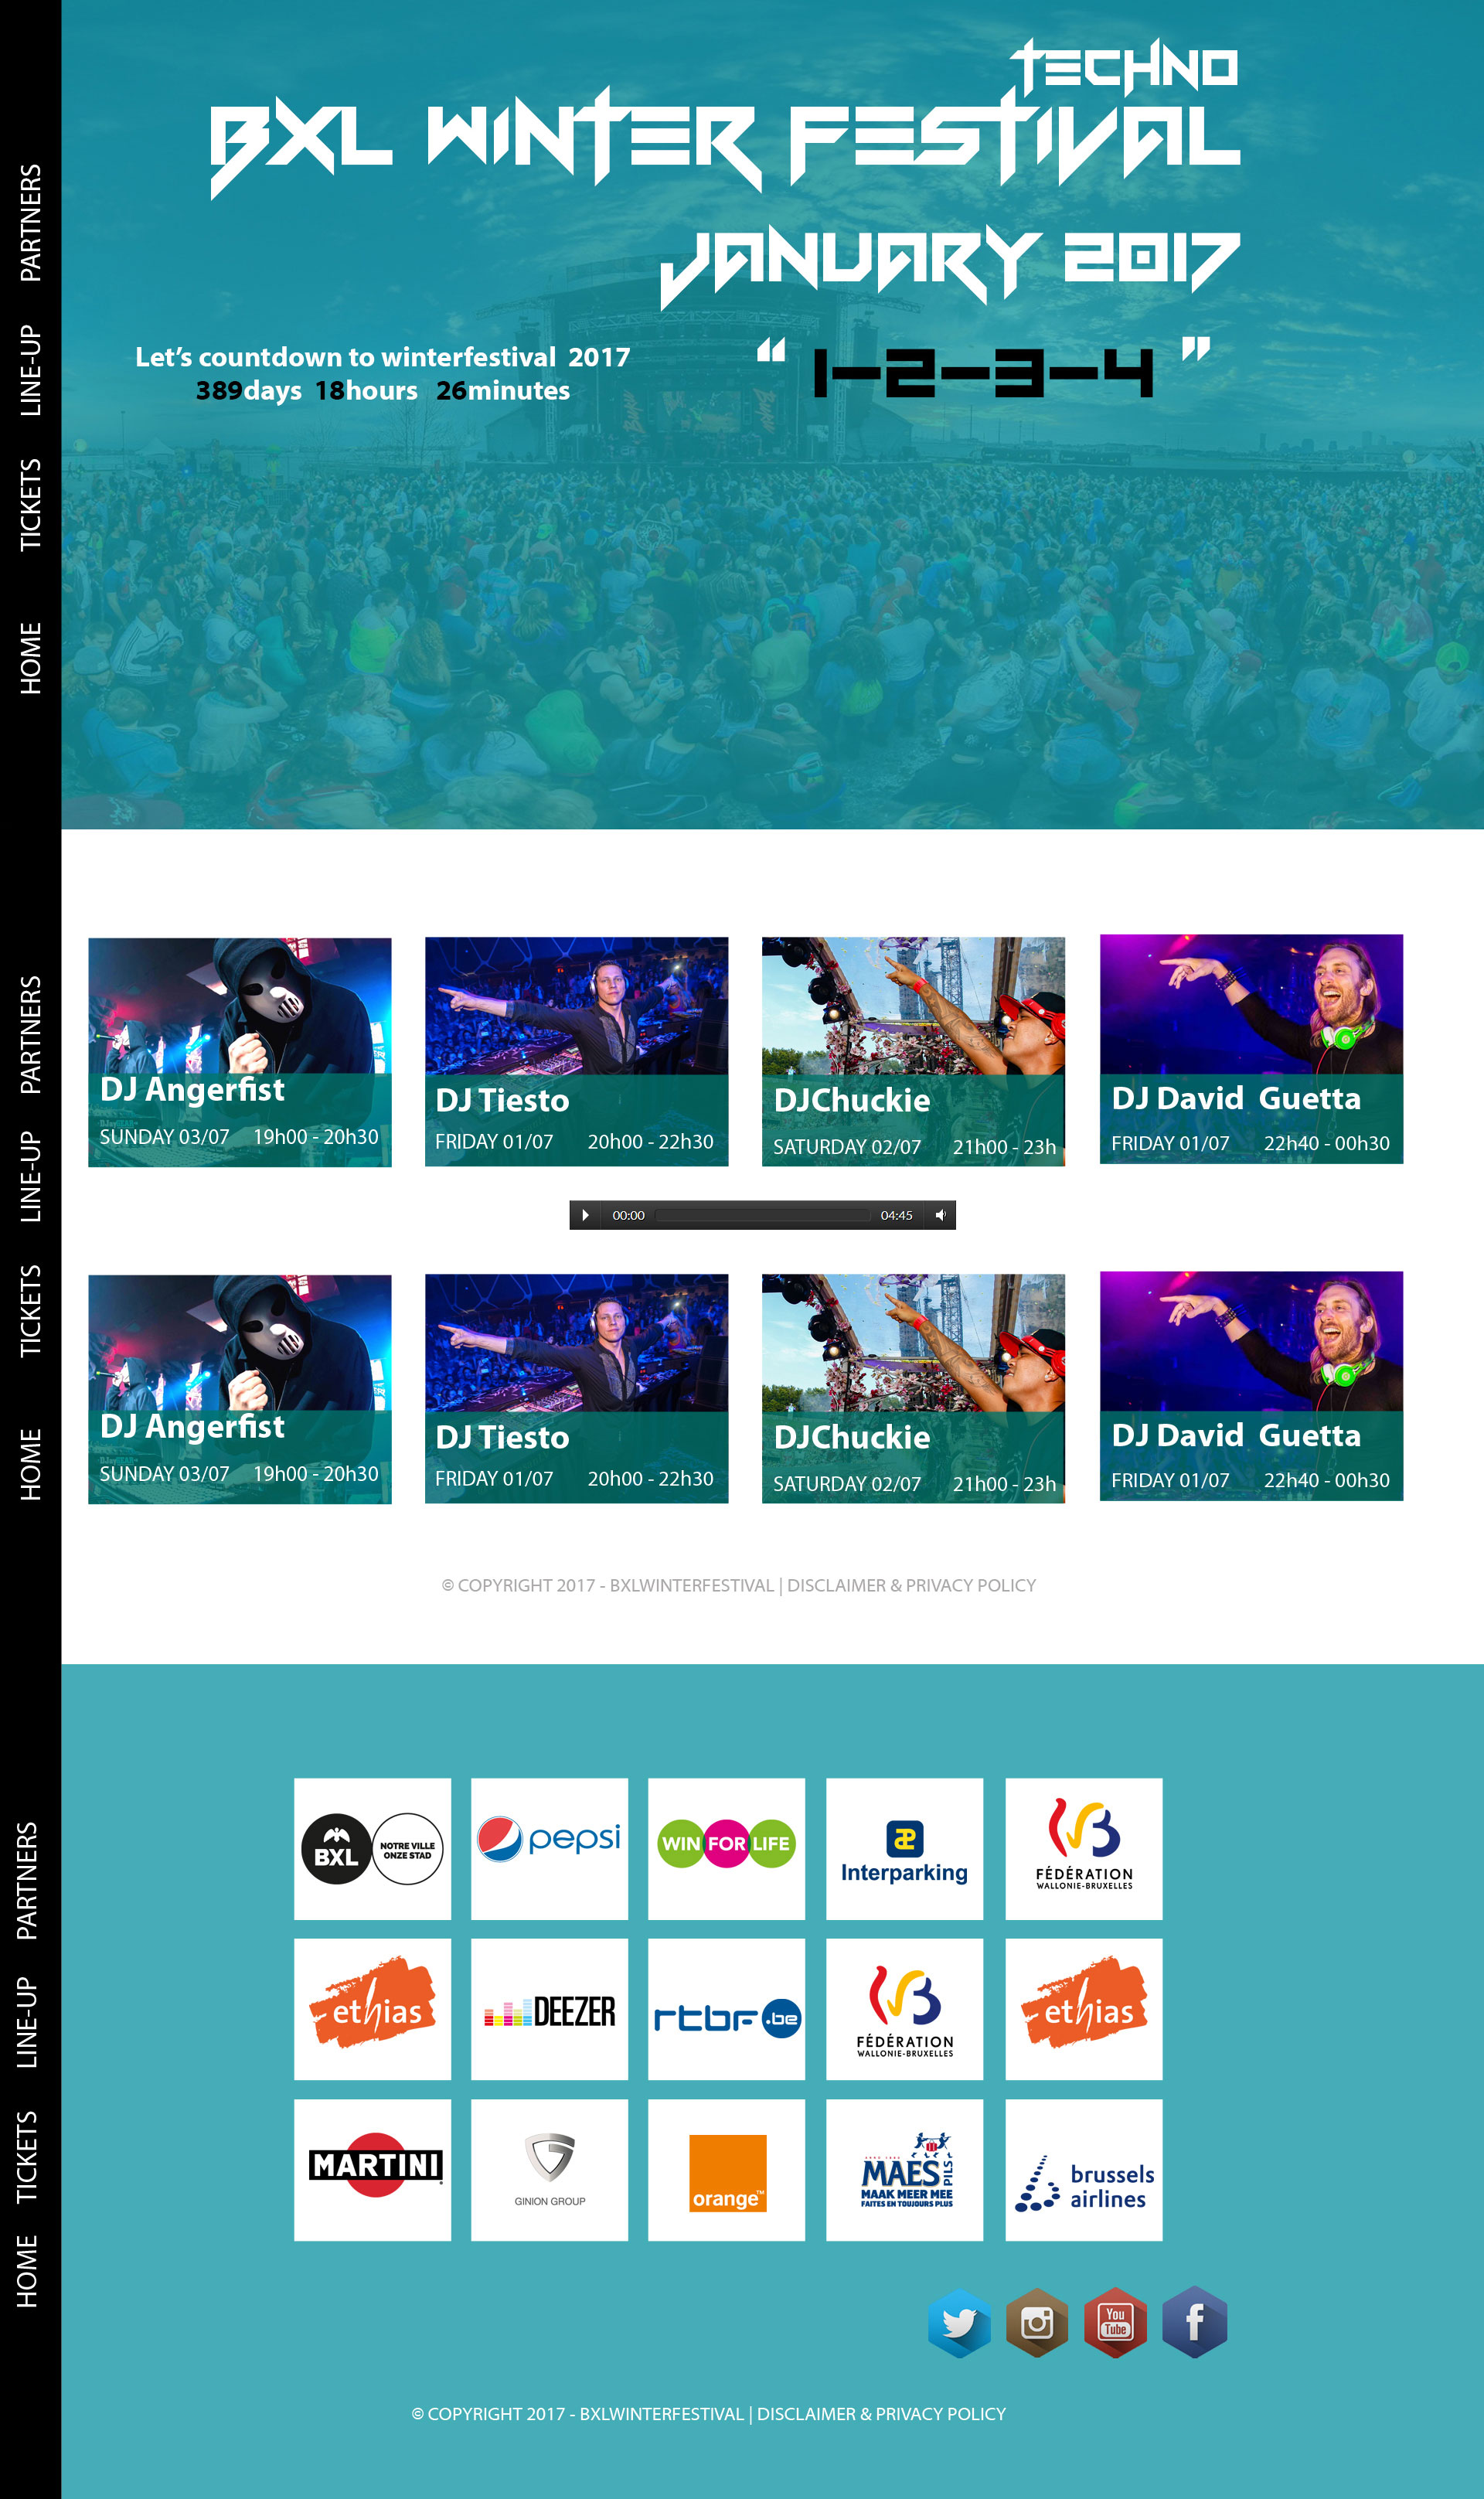 TECHNO
BXL WINTER FESTIVAL
JANUARY 2017
Let's countdown to winterfestival 2017
389days 18hours 26minutes
“ 1-2-3-4 ”
PARTNERS
LINE-UP
TICKETS
HOME
DJ Angerfist
SUNDAY 03/07 19h00 - 20h30
DJ Tiesto
FRIDAY 01/07 20h00 - 22h30
DJChuckie
SATURDAY 02/07 21h00 - 23h
DJ David Guetta
FRIDAY 01/07 22h40 - 00h30
00:00 04:45
PARTNERS
LINE-UP
TICKETS
HOME
DJ Angerfist
SUNDAY 03/07 19h00 - 20h30
DJ Tiesto
FRIDAY 01/07 20h00 - 22h30
DJChuckie
SATURDAY 02/07 21h00 - 23h
DJ David Guetta
FRIDAY 01/07 22h40 - 00h30
© COPYRIGHT 2017 - BXLWINTERFESTIVAL | DISCLAIMER & PRIVACY POLICY
PARTNERS
LINE-UP
TICKETS
HOME
BXL
NOTRE VILLE
ONZE STAD
pepsi
WIN FOR LIFE
Interparking
FÉDÉRATION
WALLONIE-BRUXELLES
ethias
DEEZER
rtbf.be
FÉDÉRATION
WALLONIE-BRUXELLES
ethias
MARTINI
GINION GROUP
orange™
MAES PILS
MAAK MEER MEE
FAITES EN TOUJOURS PLUS
brussels
airlines
You
Tube
f
© COPYRIGHT 2017 - BXLWINTERFESTIVAL | DISCLAIMER & PRIVACY POLICY